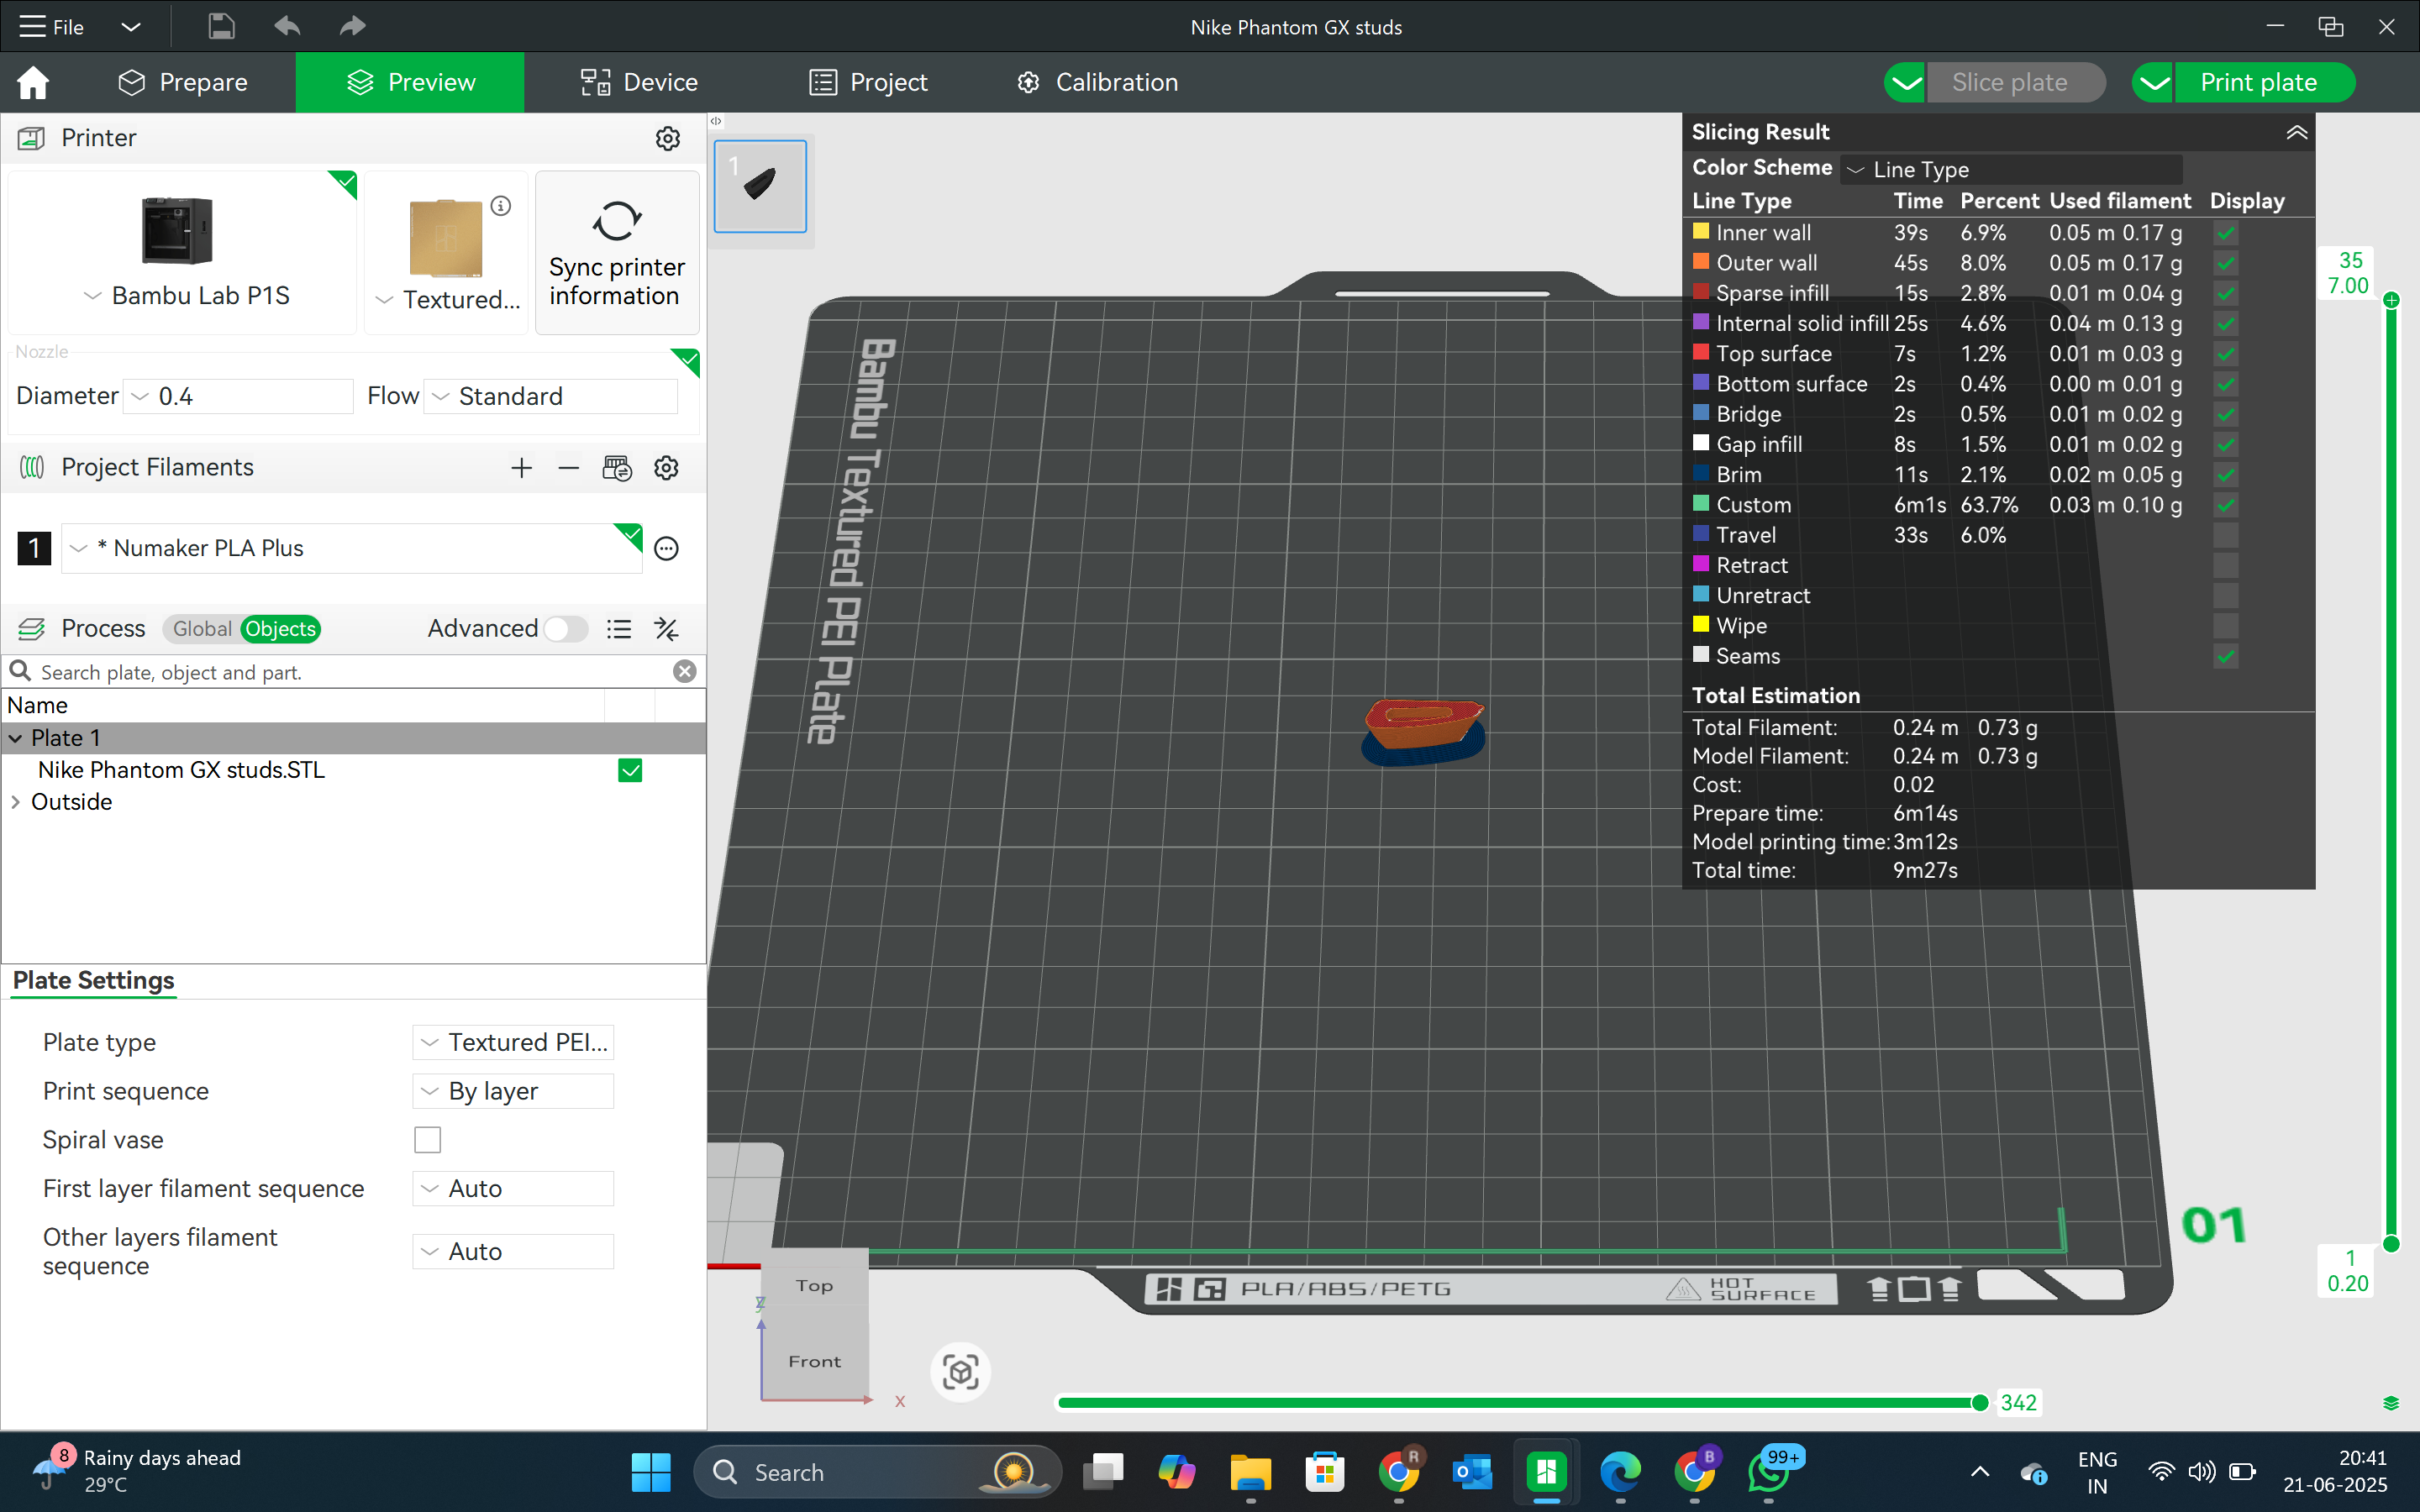 File
Nike Phantom GX studs
Prepare
Preview
Device
Project
Calibration
Slice plate
Print plate
Printer
Bambu Lab P1S
Textured...
Sync printer
information
Nozzle
Diameter
0.4
Flow
Standard
Project Filaments
1
* Numaker PLA Plus
Process
Global
Objects
Advanced
Search plate, object and part.
Name
Plate 1
Nike Phantom GX studs.STL
Outside
Plate Settings
Plate type
Textured PEI...
Print sequence
By layer
Spiral vase
First layer filament sequence
Auto
Other layers filament
sequence
Auto
1
Bambu Textured PEI Plate
Slicing Result
Color Scheme Line Type
Line Type Time Percent Used filament Display
Inner wall 39s 6.9% 0.05 m 0.17 g
Outer wall 45s 8.0% 0.05 m 0.17 g
Sparse infill 15s 2.8% 0.01 m 0.04 g
Internal solid infill 25s 4.6% 0.04 m 0.13 g
Top surface 7s 1.2% 0.01 m 0.03 g
Bottom surface 2s 0.4% 0.00 m 0.01 g
Bridge 2s 0.5% 0.01 m 0.02 g
Gap infill 8s 1.5% 0.01 m 0.02 g
Brim 11s 2.1% 0.02 m 0.05 g
Custom 6m1s 63.7% 0.03 m 0.10 g
Travel 33s 6.0%
Retract
Unretract
Wipe
Seams
Total Estimation
Total Filament: 0.24 m 0.73 g
Model Filament: 0.24 m 0.73 g
Cost: 0.02
Prepare time: 6m14s
Model printing time: 3m12s
Total time: 9m27s
35
7.00
01
1
0.20
PLA/ABS/PETG
HOT
SURFACE
Top
Front
z
y
x
342
8
Rainy days ahead
29°C
Search
R
B
99+
ENG
IN
20:41
21-06-2025